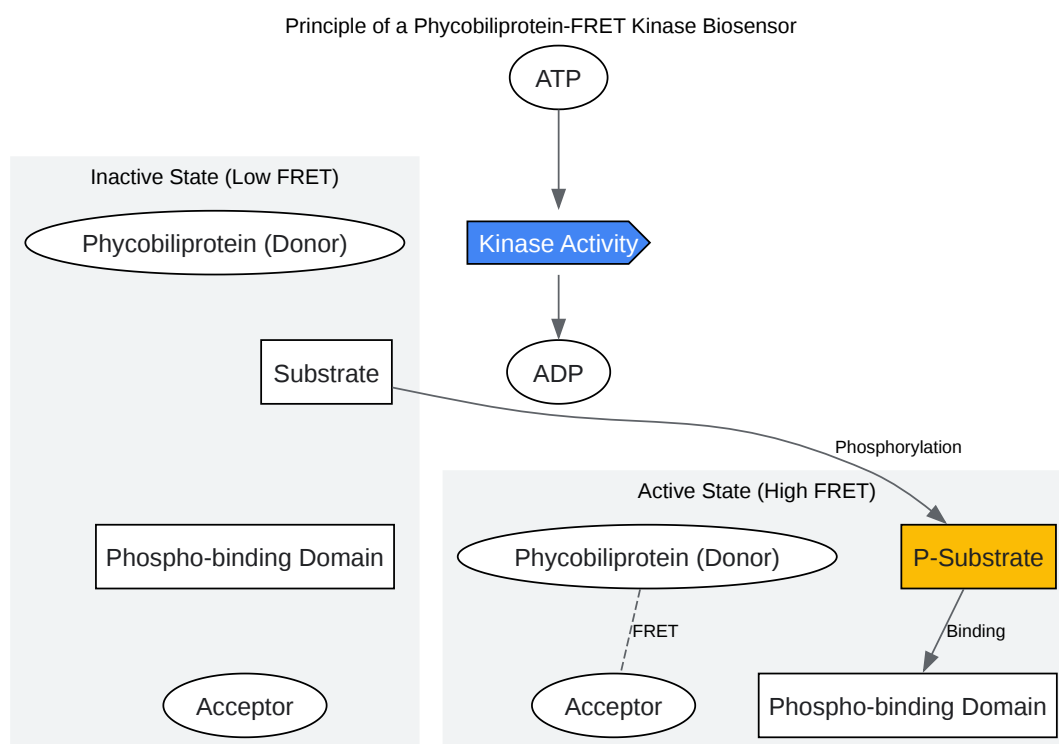 Principle of a Phycobiliprotein-FRET Kinase Biosensor
ATP
Inactive State (Low FRET)
Phycobiliprotein (Donor)
Kinase Activity
Substrate
ADP
Phosphorylation
Active State (High FRET)
Phospho-binding Domain
Phycobiliprotein (Donor)
P-Substrate
FRET
Binding
Acceptor
Acceptor
Phospho-binding Domain